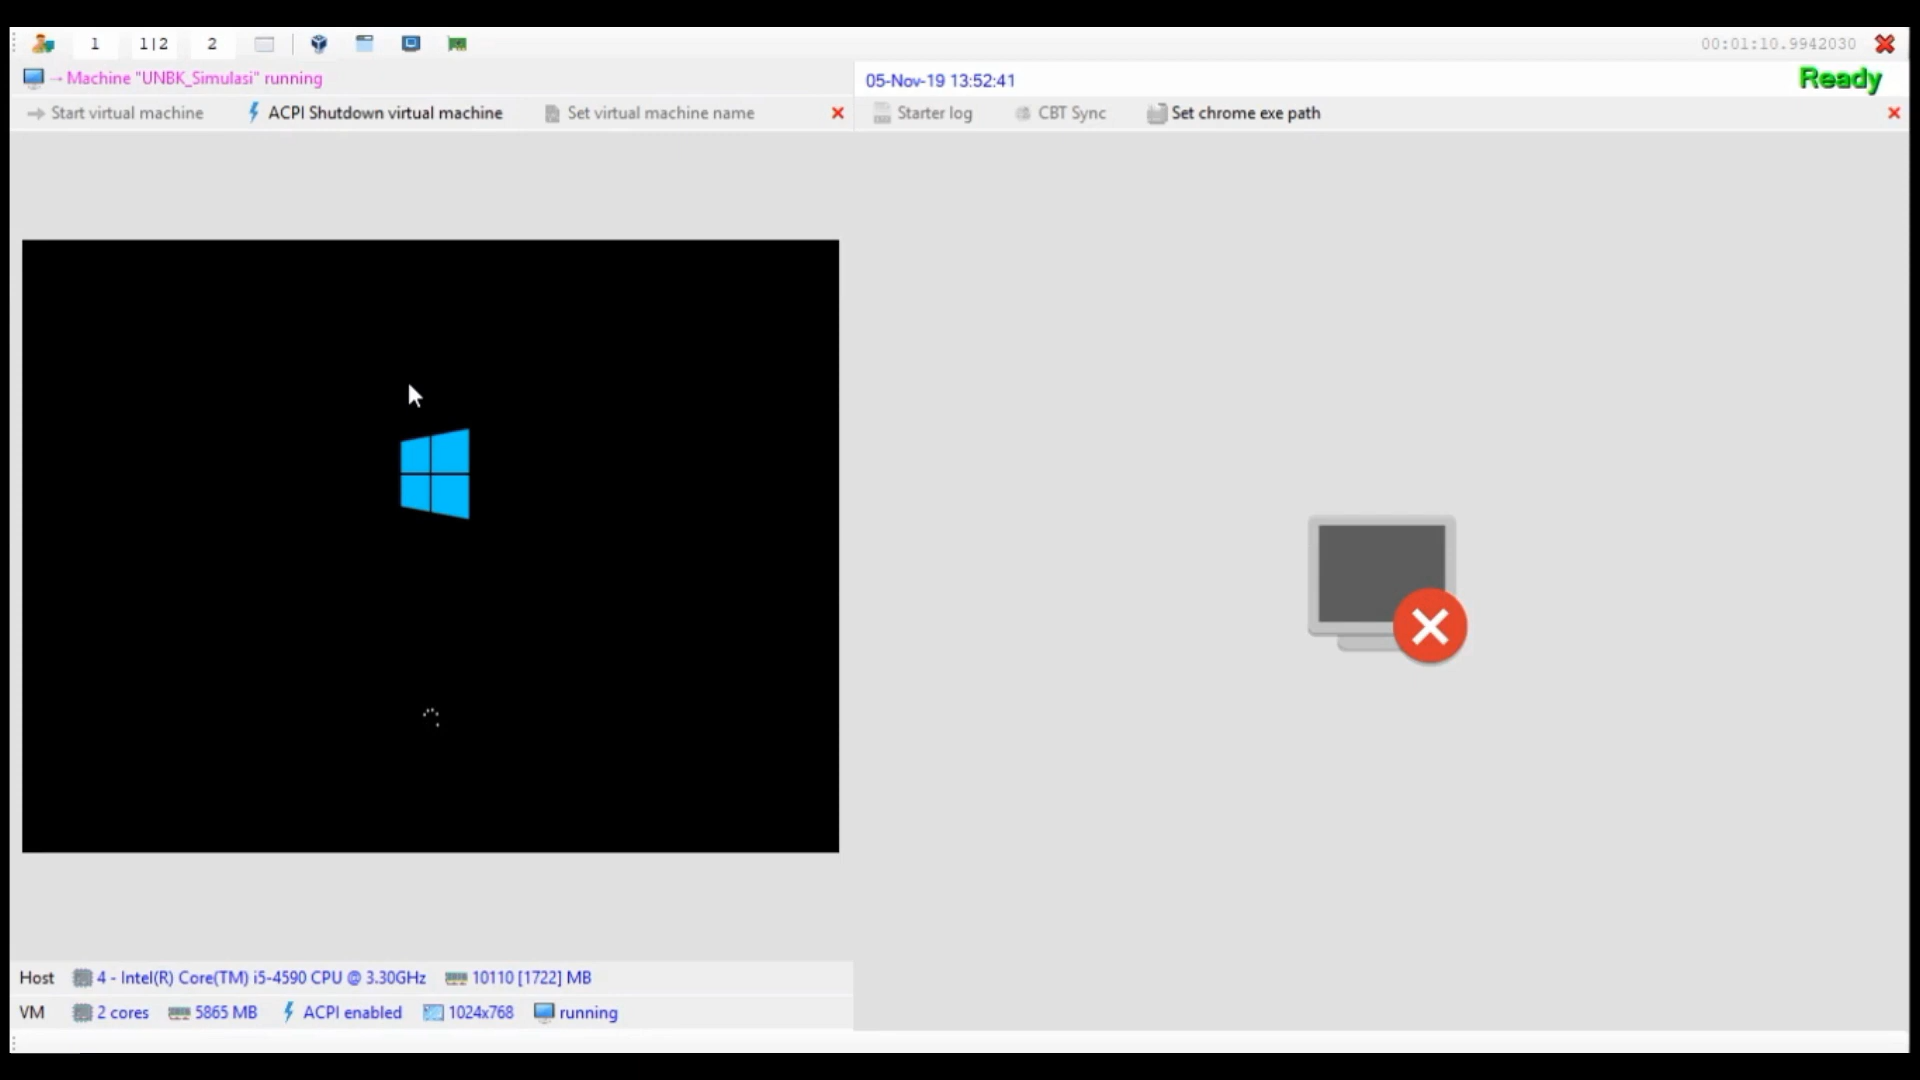 1 1|2 2 00:01:10.9942030
→ Machine "UNBK_Simulasi" running 05-Nov-19 13:52:41 Ready
Start virtual machine ACPI Shutdown virtual machine Set virtual machine name Starter log CBT Sync Set chrome exe path
Host 4 - Intel(R) Core(TM) i5-4590 CPU @ 3.30GHz 10110 [1722] MB
VM 2 cores 5865 MB ACPI enabled 1024x768 running